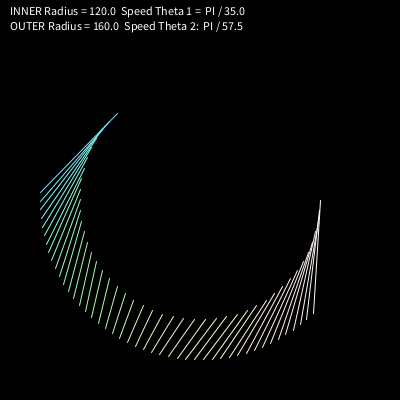 INNER Radius = 120.0  Speed Theta 1 =  PI / 35.0
OUTER Radius = 160.0  Speed Theta 2:  PI / 57.5